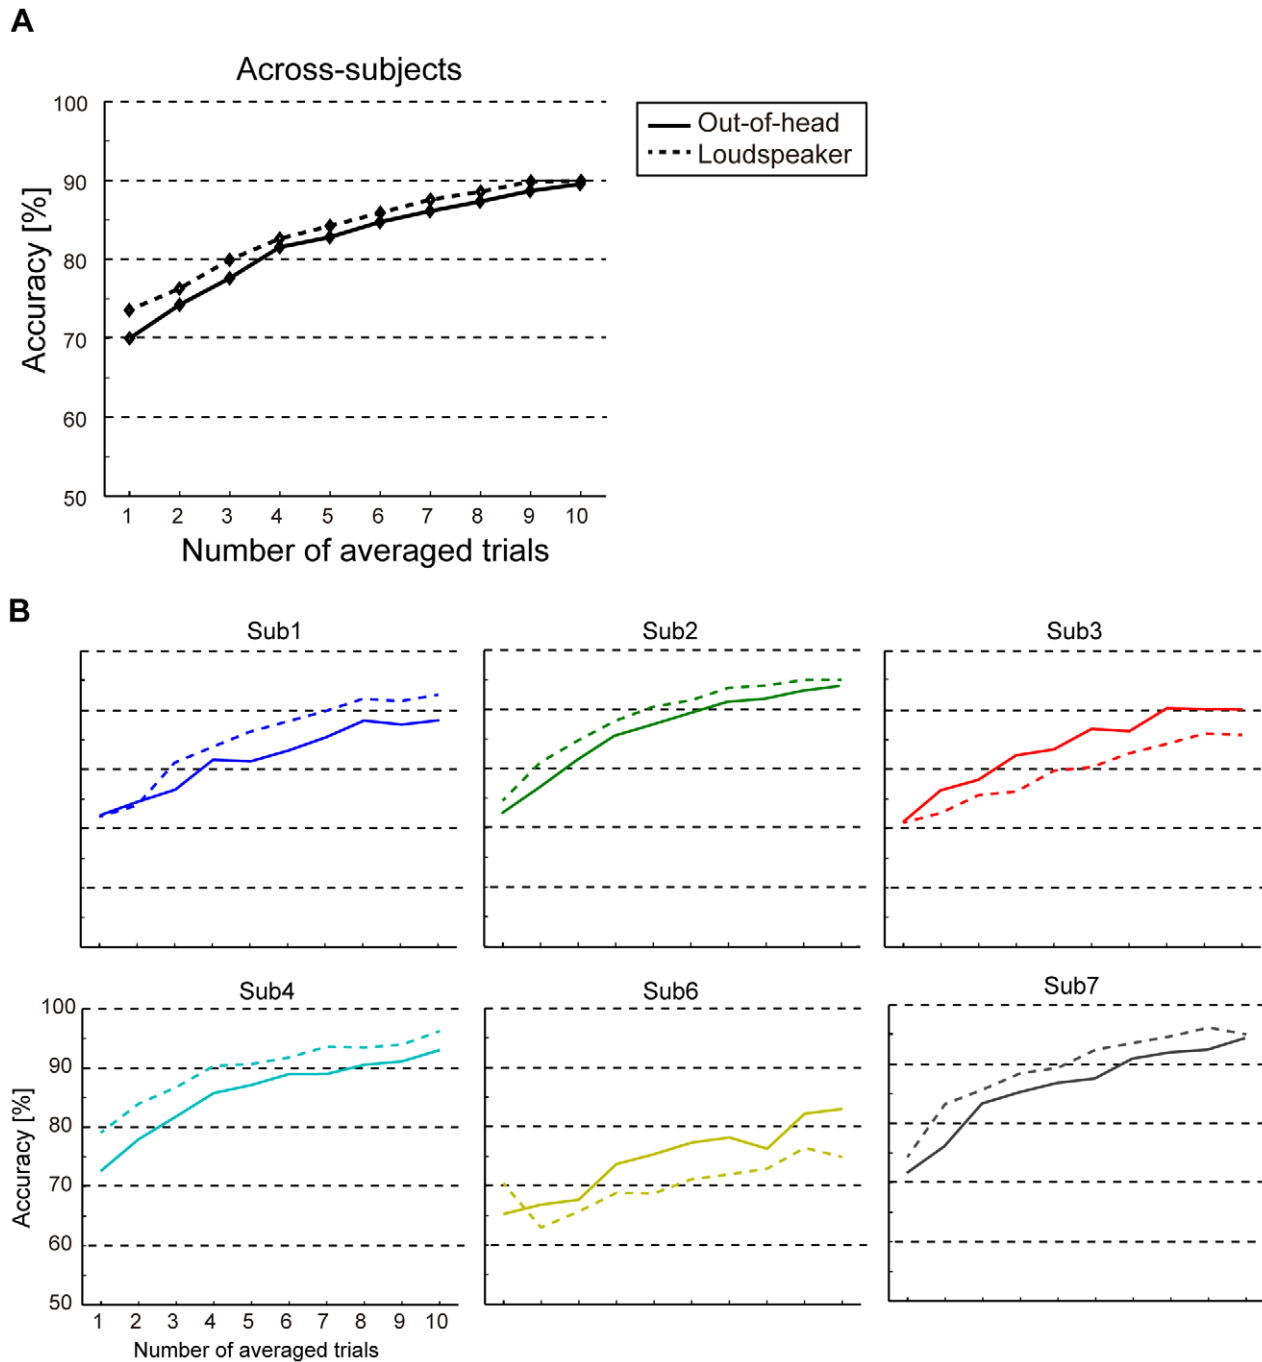 A
Across-subjects
Out-of-head
Loudspeaker
Accuracy [%]
100
90
80
70
60
50
1 2 3 4 5 6 7 8 9 10
Number of averaged trials
B
Sub1 Sub2 Sub3
Sub4 Sub6 Sub7
Accuracy [%]
100
90
80
70
60
50
1 2 3 4 5 6 7 8 9 10
Number of averaged trials